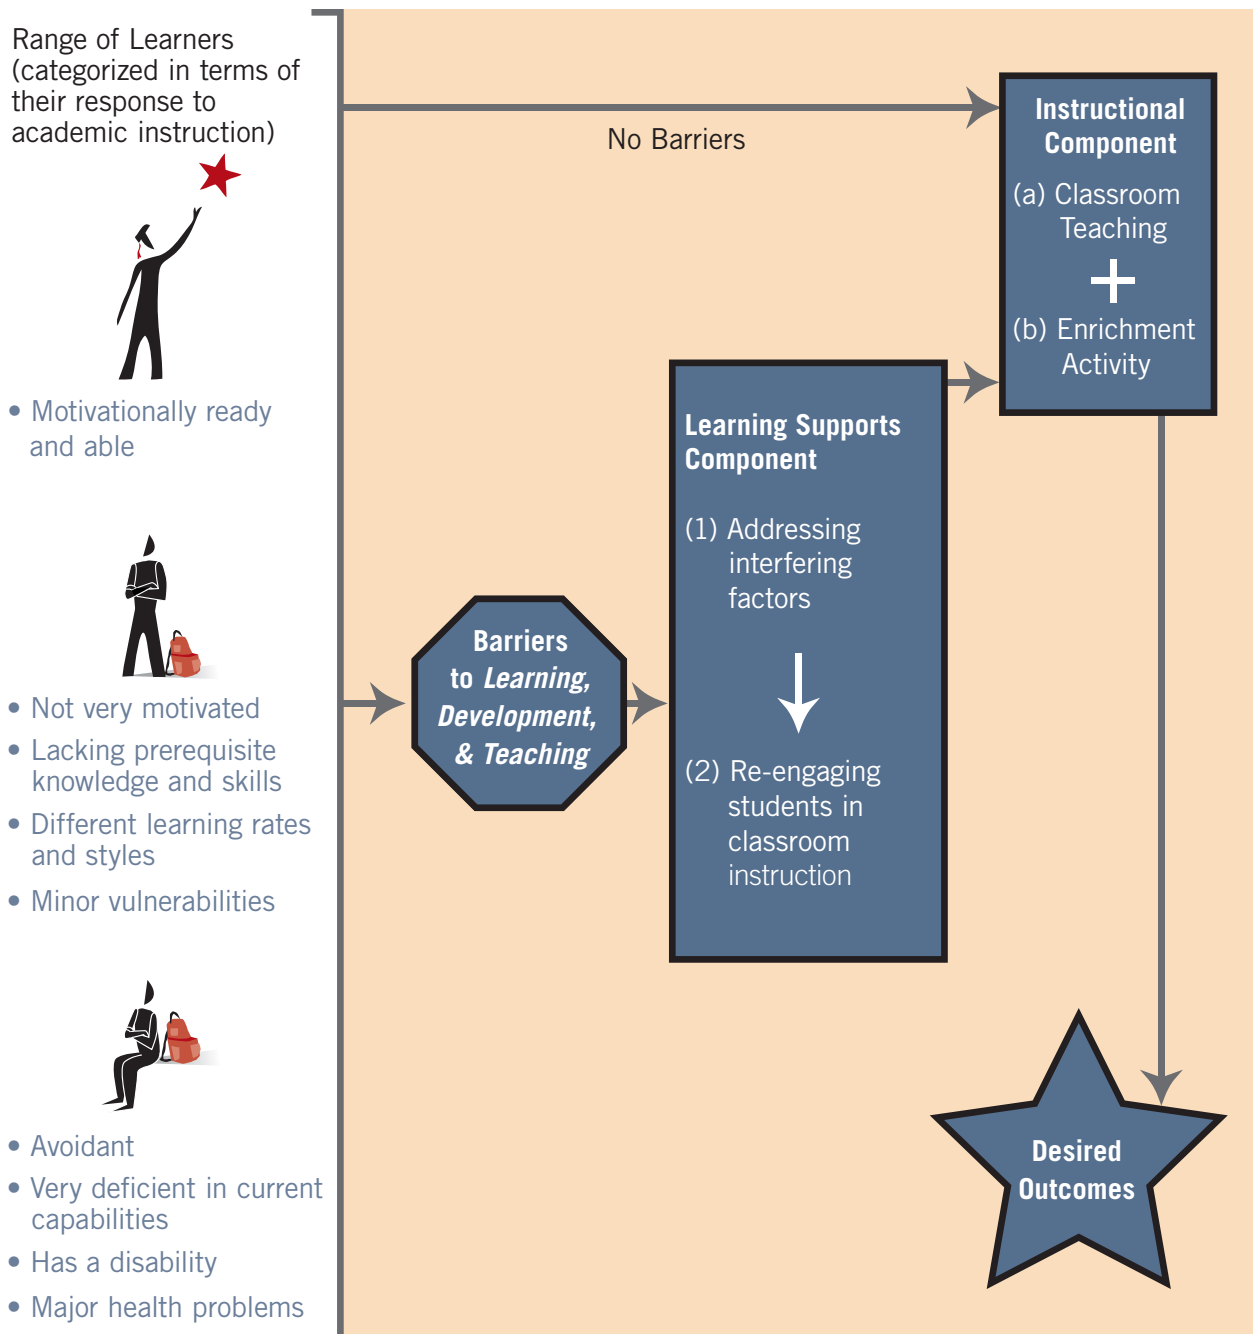 Range of Learners
(categorized in terms of
their response to
academic instruction)
• Motivationally ready
and able
• Not very motivated
• Lacking prerequisite
knowledge and skills
• Different learning rates
and styles
• Minor vulnerabilities
• Avoidant
• Very deficient in current
capabilities
• Has a disability
• Major health problems
No Barriers
Barriers
to Learning,
Development,
& Teaching
Learning Supports
Component
(1) Addressing
interfering
factors
(2) Re-engaging
students in
classroom
instruction
Instructional
Component
(a) Classroom
Teaching
+
(b) Enrichment
Activity
Desired
Outcomes